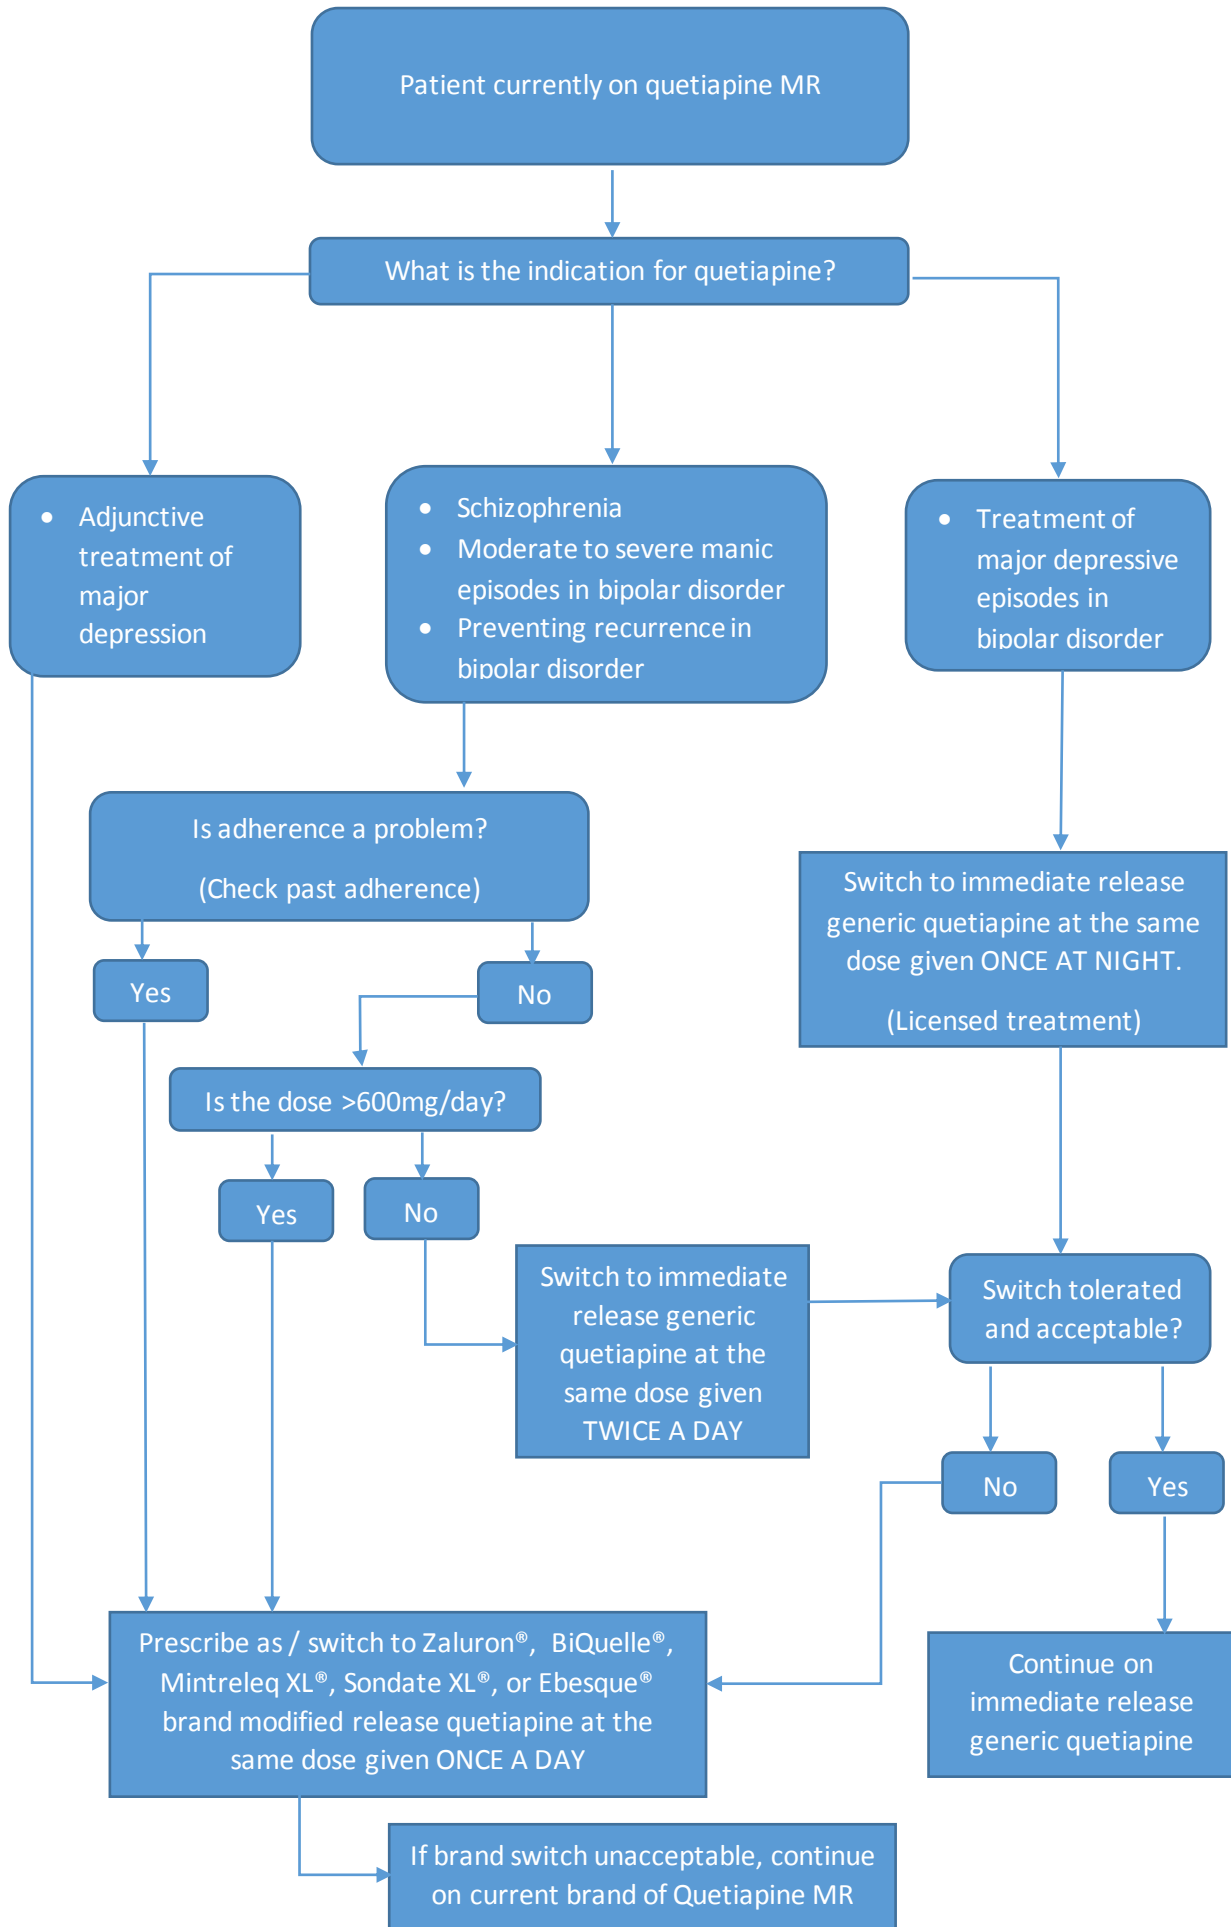 Patient currently on quetiapine MR
What is the indication for quetiapine?
• Adjunctive
treatment of
major
depression
• Schizophrenia
• Moderate to severe manic
episodes in bipolar disorder
• Preventing recurrence in
bipolar disorder
• Treatment of
major depressive
episodes in
bipolar disorder
Is adherence a problem?
(Check past adherence)
Yes
No
Switch to immediate release
generic quetiapine at the same
dose given ONCE AT NIGHT.
(Licensed treatment)
Is the dose >600mg/day?
Yes
No
Switch to immediate
release generic
quetiapine at the
same dose given
TWICE A DAY
Switch tolerated
and acceptable?
No
Yes
Prescribe as / switch to Zaluron®, BiQuelle®,
Mintreleq XL®, Sondate XL®, or Ebesque®
brand modified release quetiapine at the
same dose given ONCE A DAY
Continue on
immediate release
generic quetiapine
If brand switch unacceptable, continue
on current brand of Quetiapine MR